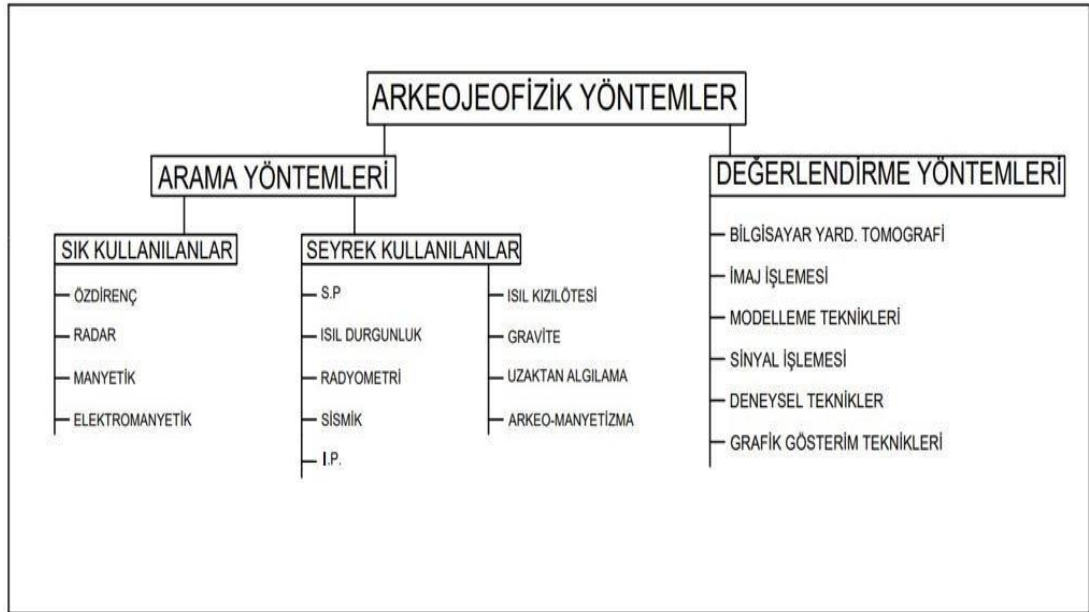 ARKEOJEOFİZİK YÖNTEMLER
ARAMA YÖNTEMLERİ
SIK KULLANILANLAR
ÖZDİRENÇ
RADAR
MANYETİK
ELEKTROMANYETİK
SEYREK KULLANILANLAR
S.P
ISIL DURGUNLUK
RADYOMETRİ
SİSMİK
I.P.
ISIL KIZILÖTESİ
GRAVİTE
UZAKTAN ALGILAMA
ARKEO-MANYETİZMA
DEĞERLENDİRME YÖNTEMLERİ
BİLGİSAYAR YARD. TOMOGRAFİ
İMAJ İŞLEMESİ
MODELLEME TEKNİKLERİ
SİNYAL İŞLEMESİ
DENEYSEL TEKNİKLER
GRAFİK GÖSTERİM TEKNİKLERİ